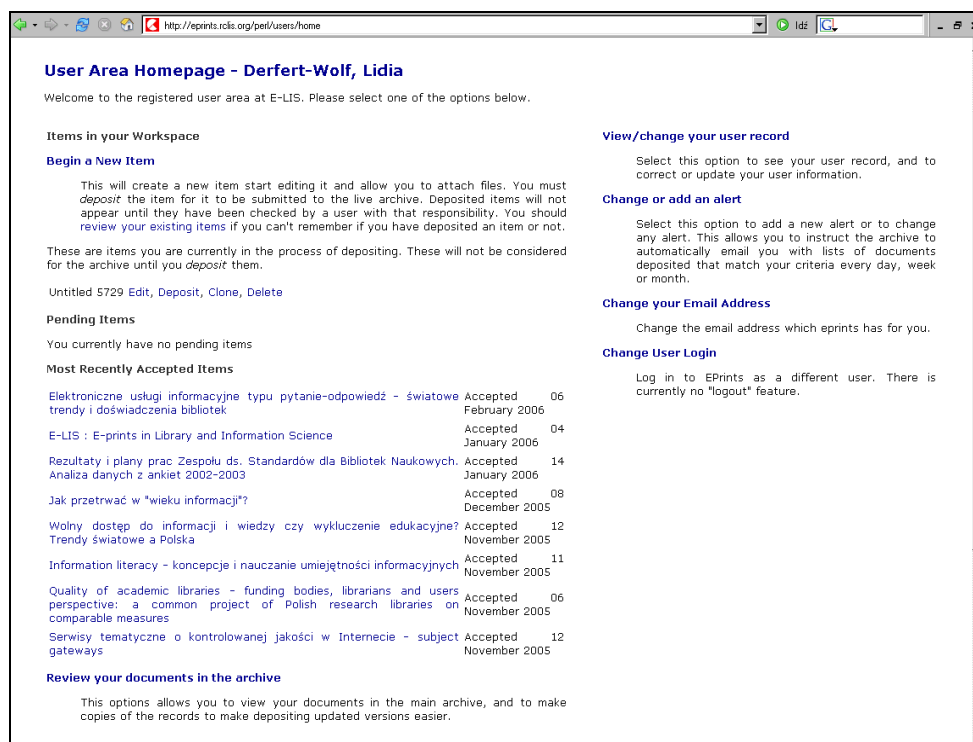 http://eprints.rclis.org/perl/users/home
Idź
User Area Homepage - Derfert-Wolf, Lidia
Welcome to the registered user area at E-LIS. Please select one of the options below.
Items in your Workspace
Begin a New Item
This will create a new item start editing it and allow you to attach files. You must
deposit the item for it to be submitted to the live archive. Deposited items will not
appear until they have been checked by a user with that responsibility. You should
review your existing items if you can't remember if you have deposited an item or not.
These are items you are currently in the process of depositing. These will not be considered
for the archive until you deposit them.
Untitled 5729 Edit, Deposit, Clone, Delete
Pending Items
You currently have no pending items
Most Recently Accepted Items
Elektroniczne usługi informacyjne typu pytanie-odpowiedź - światowe Accepted 06
trendy i doświadczenia bibliotek February 2006
E-LIS : E-prints in Library and Information Science Accepted 04
January 2006
Rezultaty i plany prac Zespołu ds. Standardów dla Bibliotek Naukowych. Accepted 14
Analiza danych z ankiet 2002-2003 January 2006
Jak przetrwać w "wieku informacji"? Accepted 08
December 2005
Wolny dostęp do informacji i wiedzy czy wykluczenie edukacyjne? Accepted 12
Trendy światowe a Polska November 2005
Information literacy - koncepcje i nauczanie umiejętności informacyjnych Accepted 11
November 2005
Quality of academic libraries - funding bodies, librarians and users
perspective: a common project of Polish research libraries on Accepted 06
comparable measures November 2005
Serwisy tematyczne o kontrolowanej jakości w Internecie - subject Accepted 12
gateways November 2005
Review your documents in the archive
This options allows you to view your documents in the main archive, and to make
copies of the records to make depositing updated versions easier.
View/change your user record
Select this option to see your user record, and to
correct or update your user information.
Change or add an alert
Select this option to add a new alert or to change
any alert. This allows you to instruct the archive to
automatically email you with lists of documents
deposited that match your criteria every day, week
or month.
Change your Email Address
Change the email address which eprints has for you.
Change User Login
Log in to EPrints as a different user. There is
currently no "logout" feature.